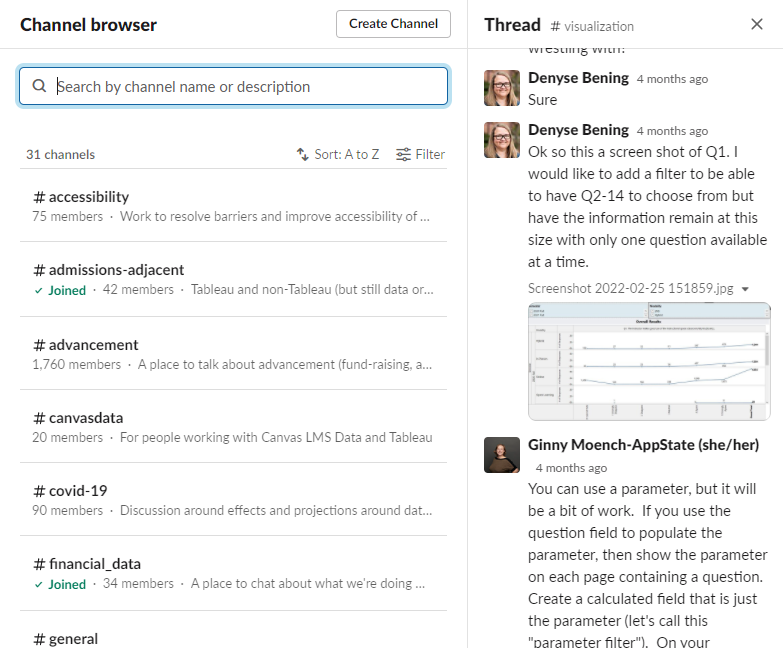 Channel browser
Create Channel
Search by channel name or description
31 channels
Sort: A to Z
Filter
# accessibility
75 members · Work to resolve barriers and improve accessibility of ...
# admissions-adjacent
✓ Joined · 42 members · Tableau and non-Tableau (but still data or...
# advancement
1,760 members · A place to talk about advancement (fund-raising, a...
# canvasdata
20 members · For people working with Canvas LMS Data and Tableau
# covid-19
90 members · Discussion around effects and projections around dat...
# financial_data
✓ Joined · 34 members · A place to chat about what we're doing ...
# general
Thread # visualization
wrestling with?
Denyse Bening 4 months ago
Sure
Denyse Bening 4 months ago
Ok so this a screen shot of Q1. I
would like to add a filter to be able
to have Q2-14 to choose from but
have the information remain at this
size with only one question available
at a time.
Screenshot 2022-02-25 151859.jpg
Overall Results
Ginny Moench-AppState (she/her)
4 months ago
You can use a parameter, but it will
be a bit of work. If you use the
question field to populate the
parameter, then show the parameter
on each page containing a question.
Create a calculated field that is just
the parameter (let's call this
"parameter filter"). On your